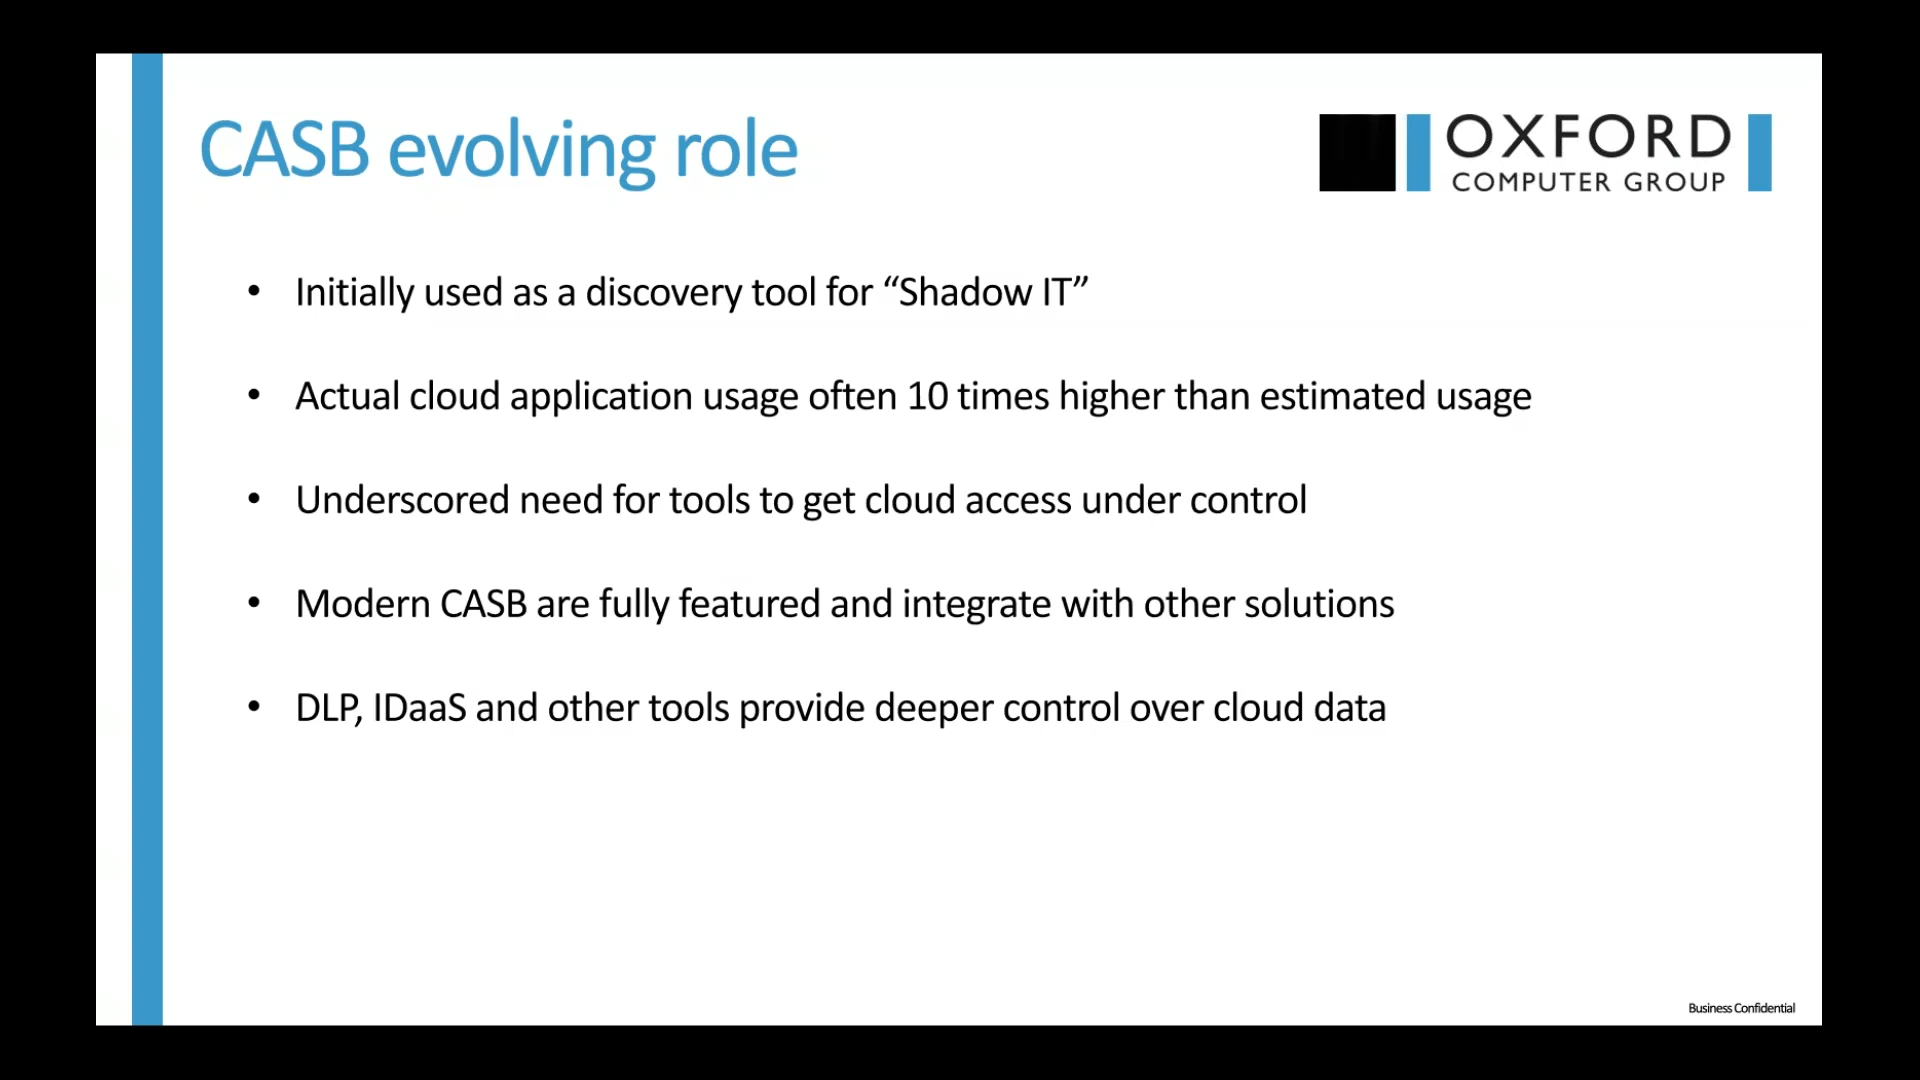 CASB evolving role
OXFORD
COMPUTER GROUP
• Initially used as a discovery tool for “Shadow IT”
• Actual cloud application usage often 10 times higher than estimated usage
• Underscored need for tools to get cloud access under control
• Modern CASB are fully featured and integrate with other solutions
• DLP, IDaaS and other tools provide deeper control over cloud data
Business Confidential